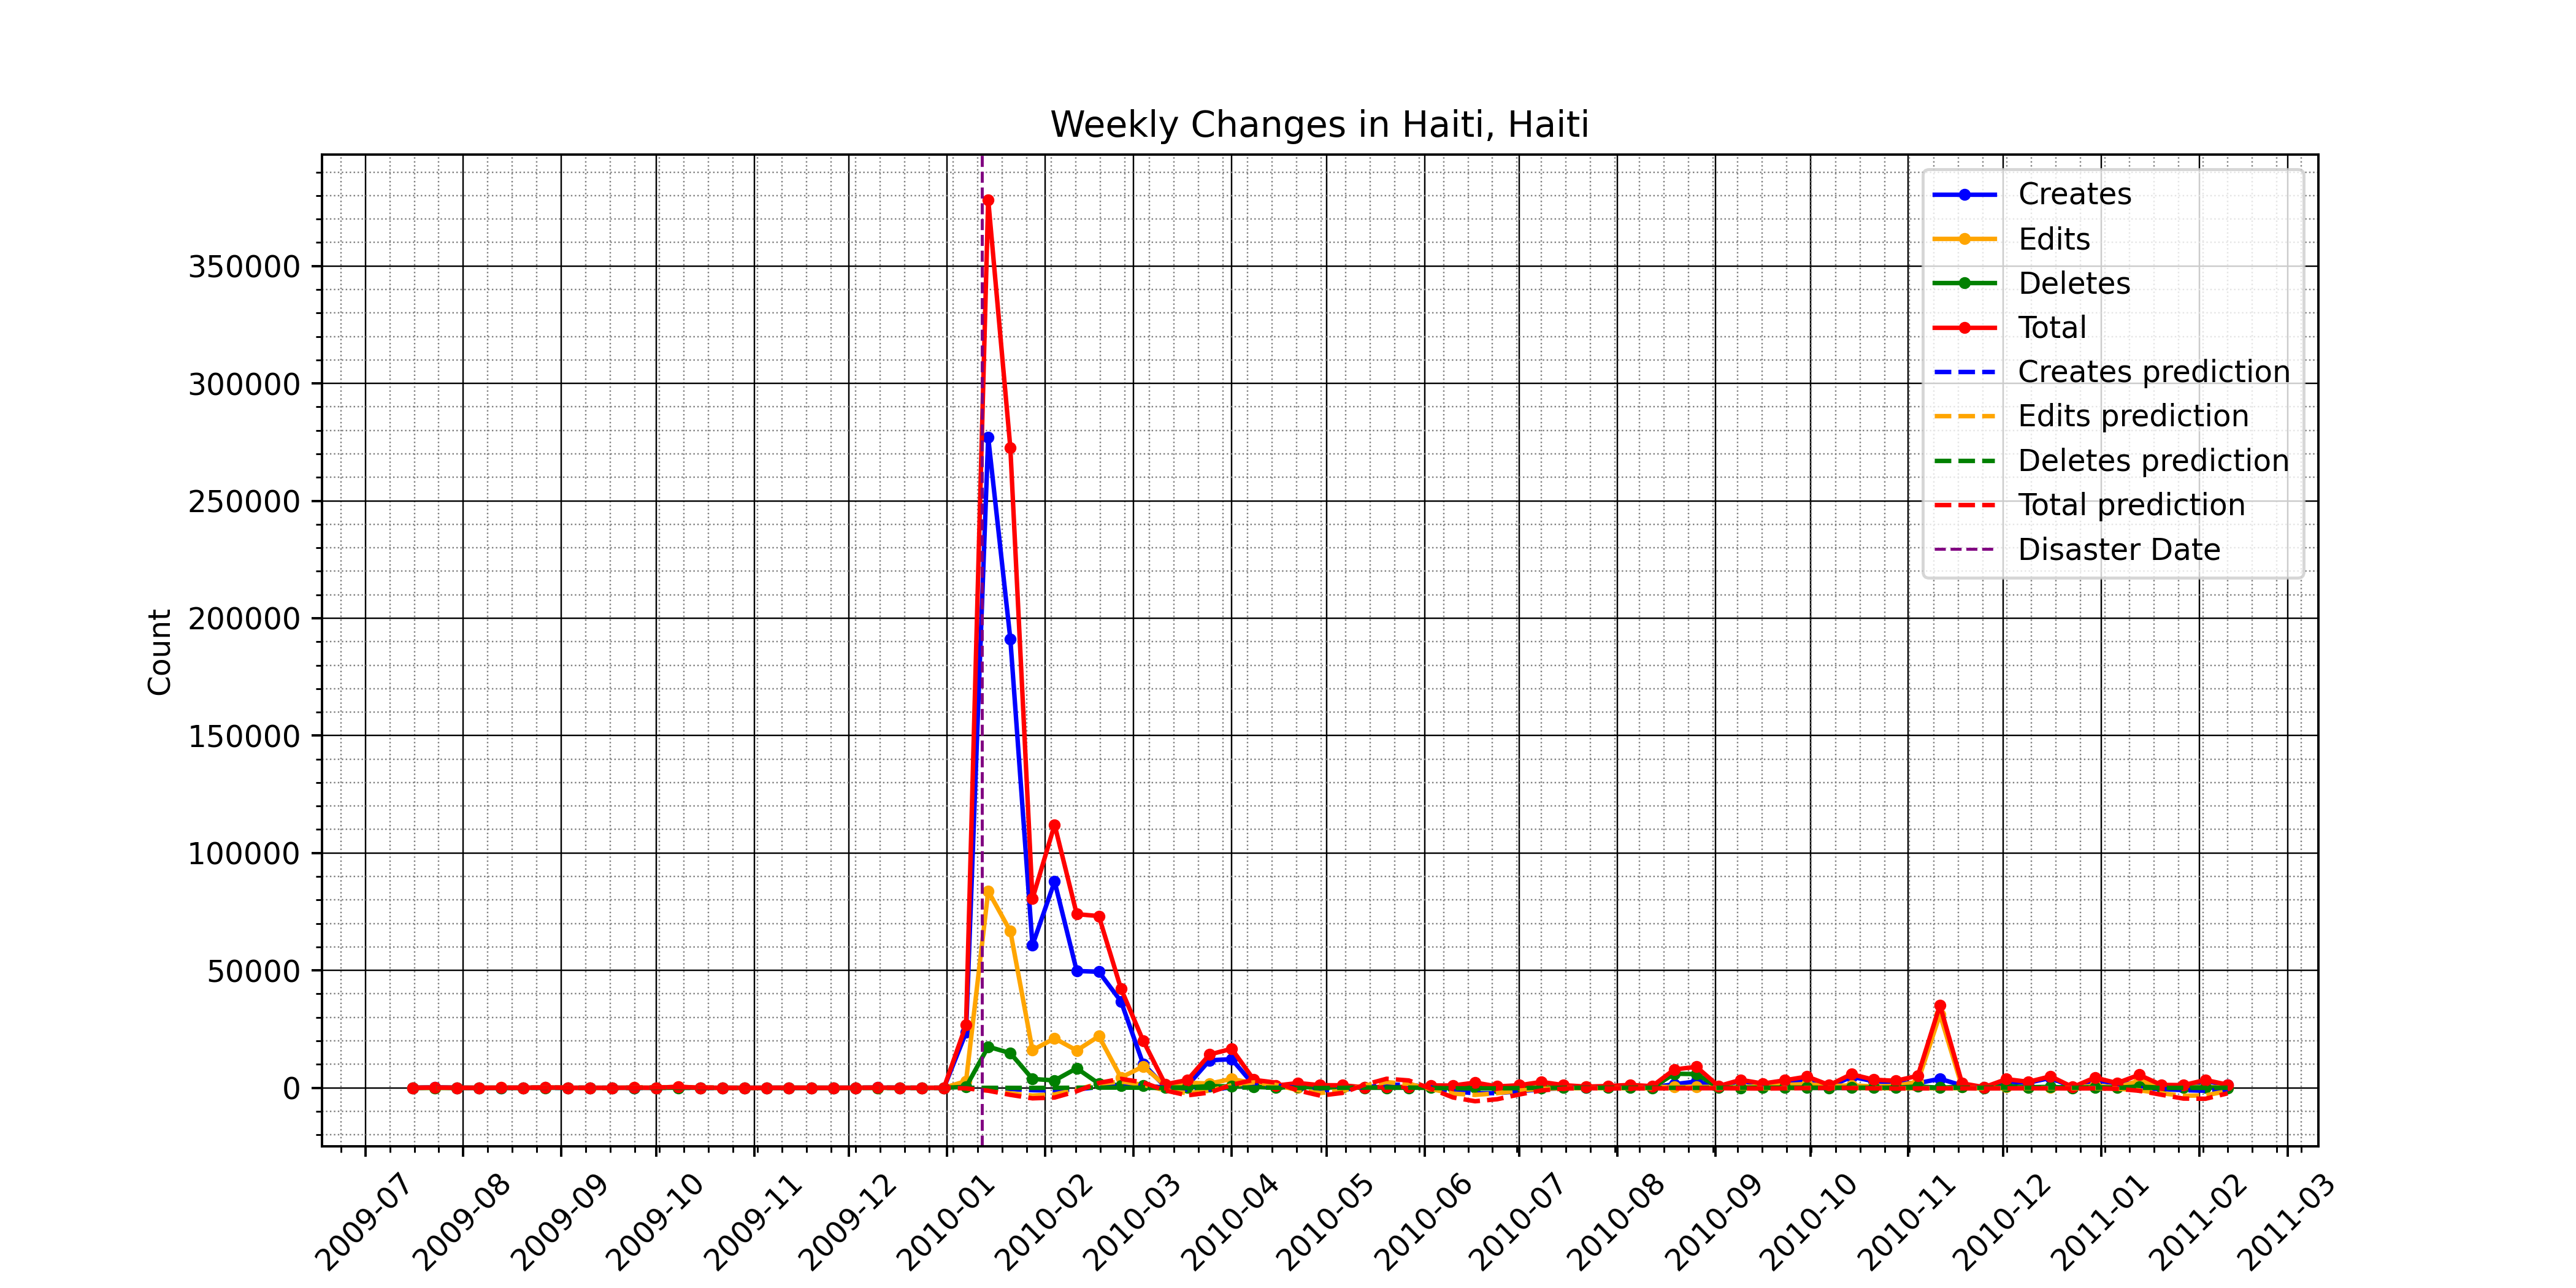 Weekly Changes in Haiti, Haiti
Count
350000
300000
250000
200000
150000
100000
50000
0
Creates
Edits
Deletes
Total
Creates prediction
Edits prediction
Deletes prediction
Total prediction
Disaster Date
2009-07
2009-08
2009-09
2009-10
2009-11
2009-12
2010-01
2010-02
2010-03
2010-04
2010-05
2010-06
2010-07
2010-08
2010-09
2010-10
2010-11
2010-12
2011-01
2011-02
2011-03